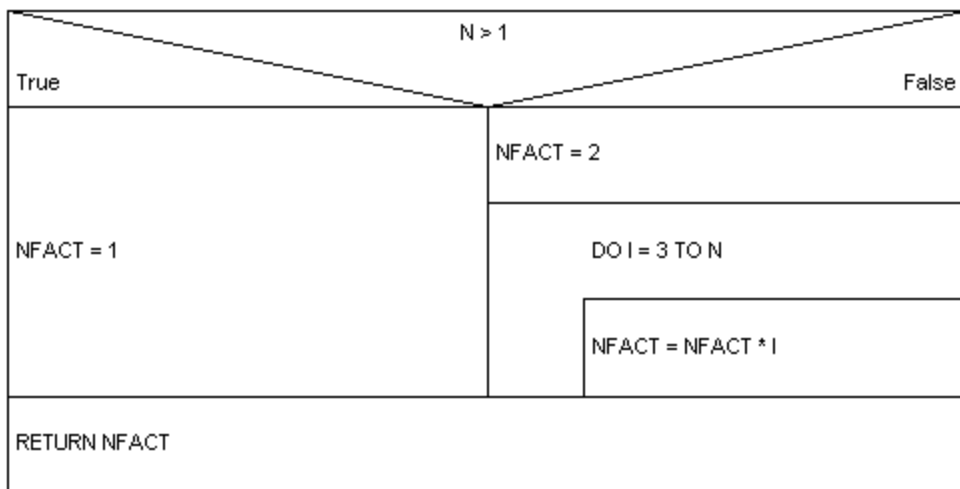 N > 1
True
False
NFACT = 1
NFACT = 2
DO I = 3 TO N
NFACT = NFACT * I
RETURN NFACT